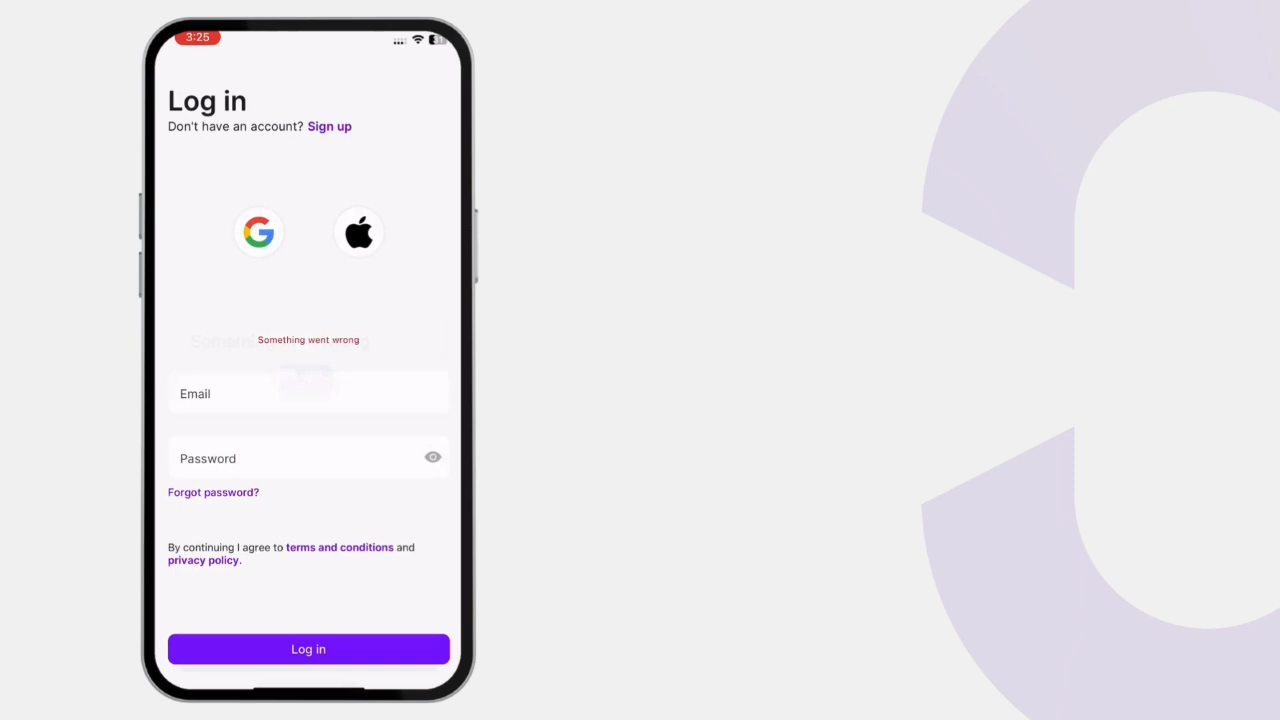 3:25
Log in
Don't have an account? Sign up
Something went wrong
Email
Password
Forgot password?
By continuing I agree to terms and conditions and
privacy policy.
Log in